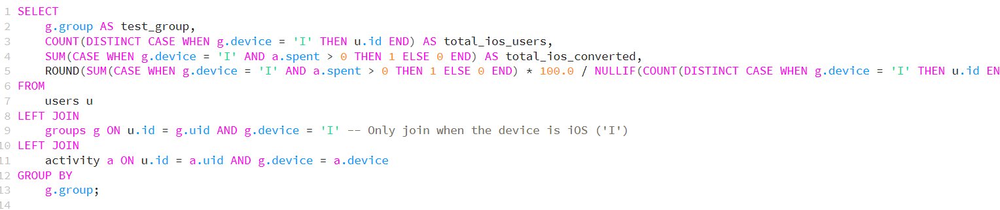 1 SELECT
2 g.group AS test_group,
3 COUNT(DISTINCT CASE WHEN g.device = 'I' THEN u.id END) AS total_ios_users,
4 SUM(CASE WHEN g.device = 'I' AND a.spent > 0 THEN 1 ELSE 0 END) AS total_ios_converted,
5 ROUND(SUM(CASE WHEN g.device = 'I' AND a.spent > 0 THEN 1 ELSE 0 END) * 100.0 / NULLIF(COUNT(DISTINCT CASE WHEN g.device = 'I' THEN u.id EN
6 FROM
7 users u
8 LEFT JOIN
9 groups g ON u.id = g.uid AND g.device = 'I' -- Only join when the device is iOS ('I')
10 LEFT JOIN
11 activity a ON u.id = a.uid AND g.device = a.device
12 GROUP BY
13 g.group;
14